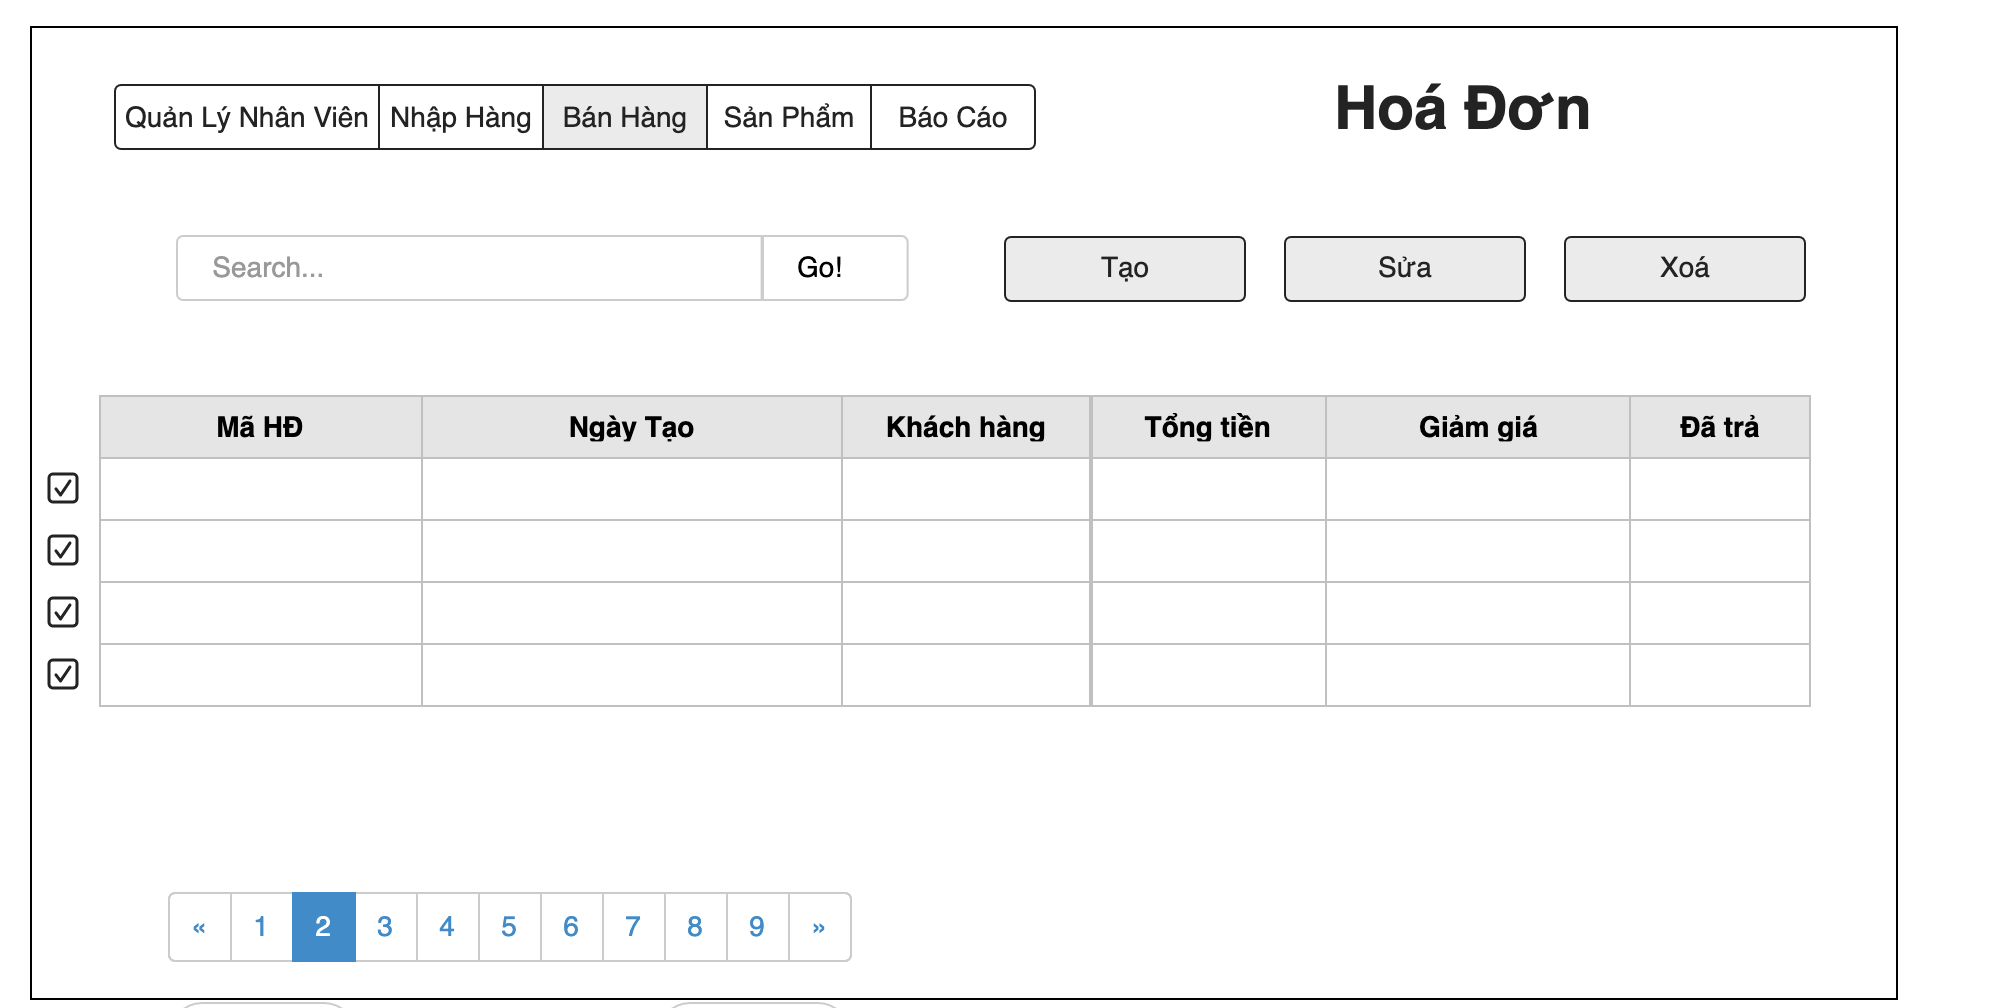 Quản Lý Nhân Viên Nhập Hàng Bán Hàng Sản Phẩm Báo Cáo
Hoá Đơn
Search... Go! Tạo Sửa Xoá
Mã HĐ Ngày Tạo Khách hàng Tổng tiền Giảm giá Đã trả
« 1 2 3 4 5 6 7 8 9 »